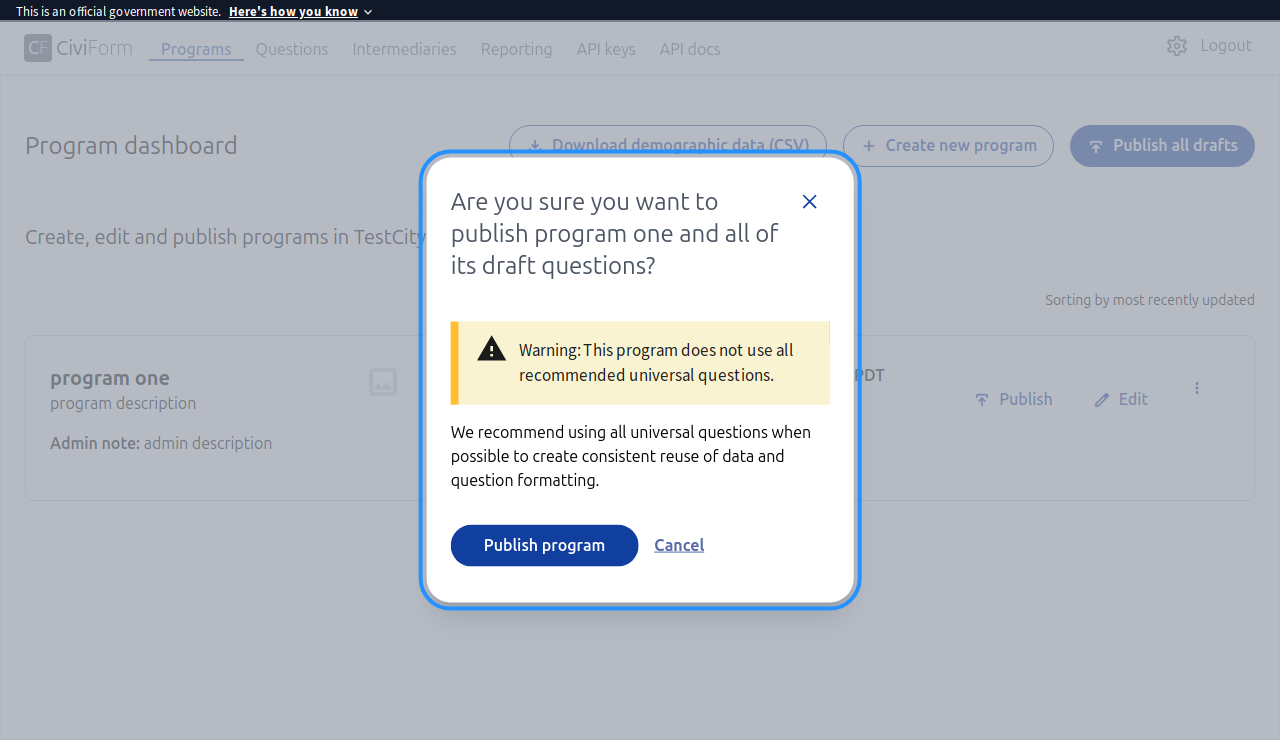 This is an official government website. Here's how you know
CF CiviForm Programs Questions Intermediaries Reporting API keys API docs Logout
Program dashboard
Download demographic data (CSV)
Create new program
Publish all drafts
Create, edit and publish programs in TestCity
Sorting by most recently updated
program one
program description
Admin note: admin description
PDT
Publish
Edit
Are you sure you want to
publish program one and all of
its draft questions?
Warning: This program does not use all
recommended universal questions.
We recommend using all universal questions when
possible to create consistent reuse of data and
question formatting.
Publish program
Cancel